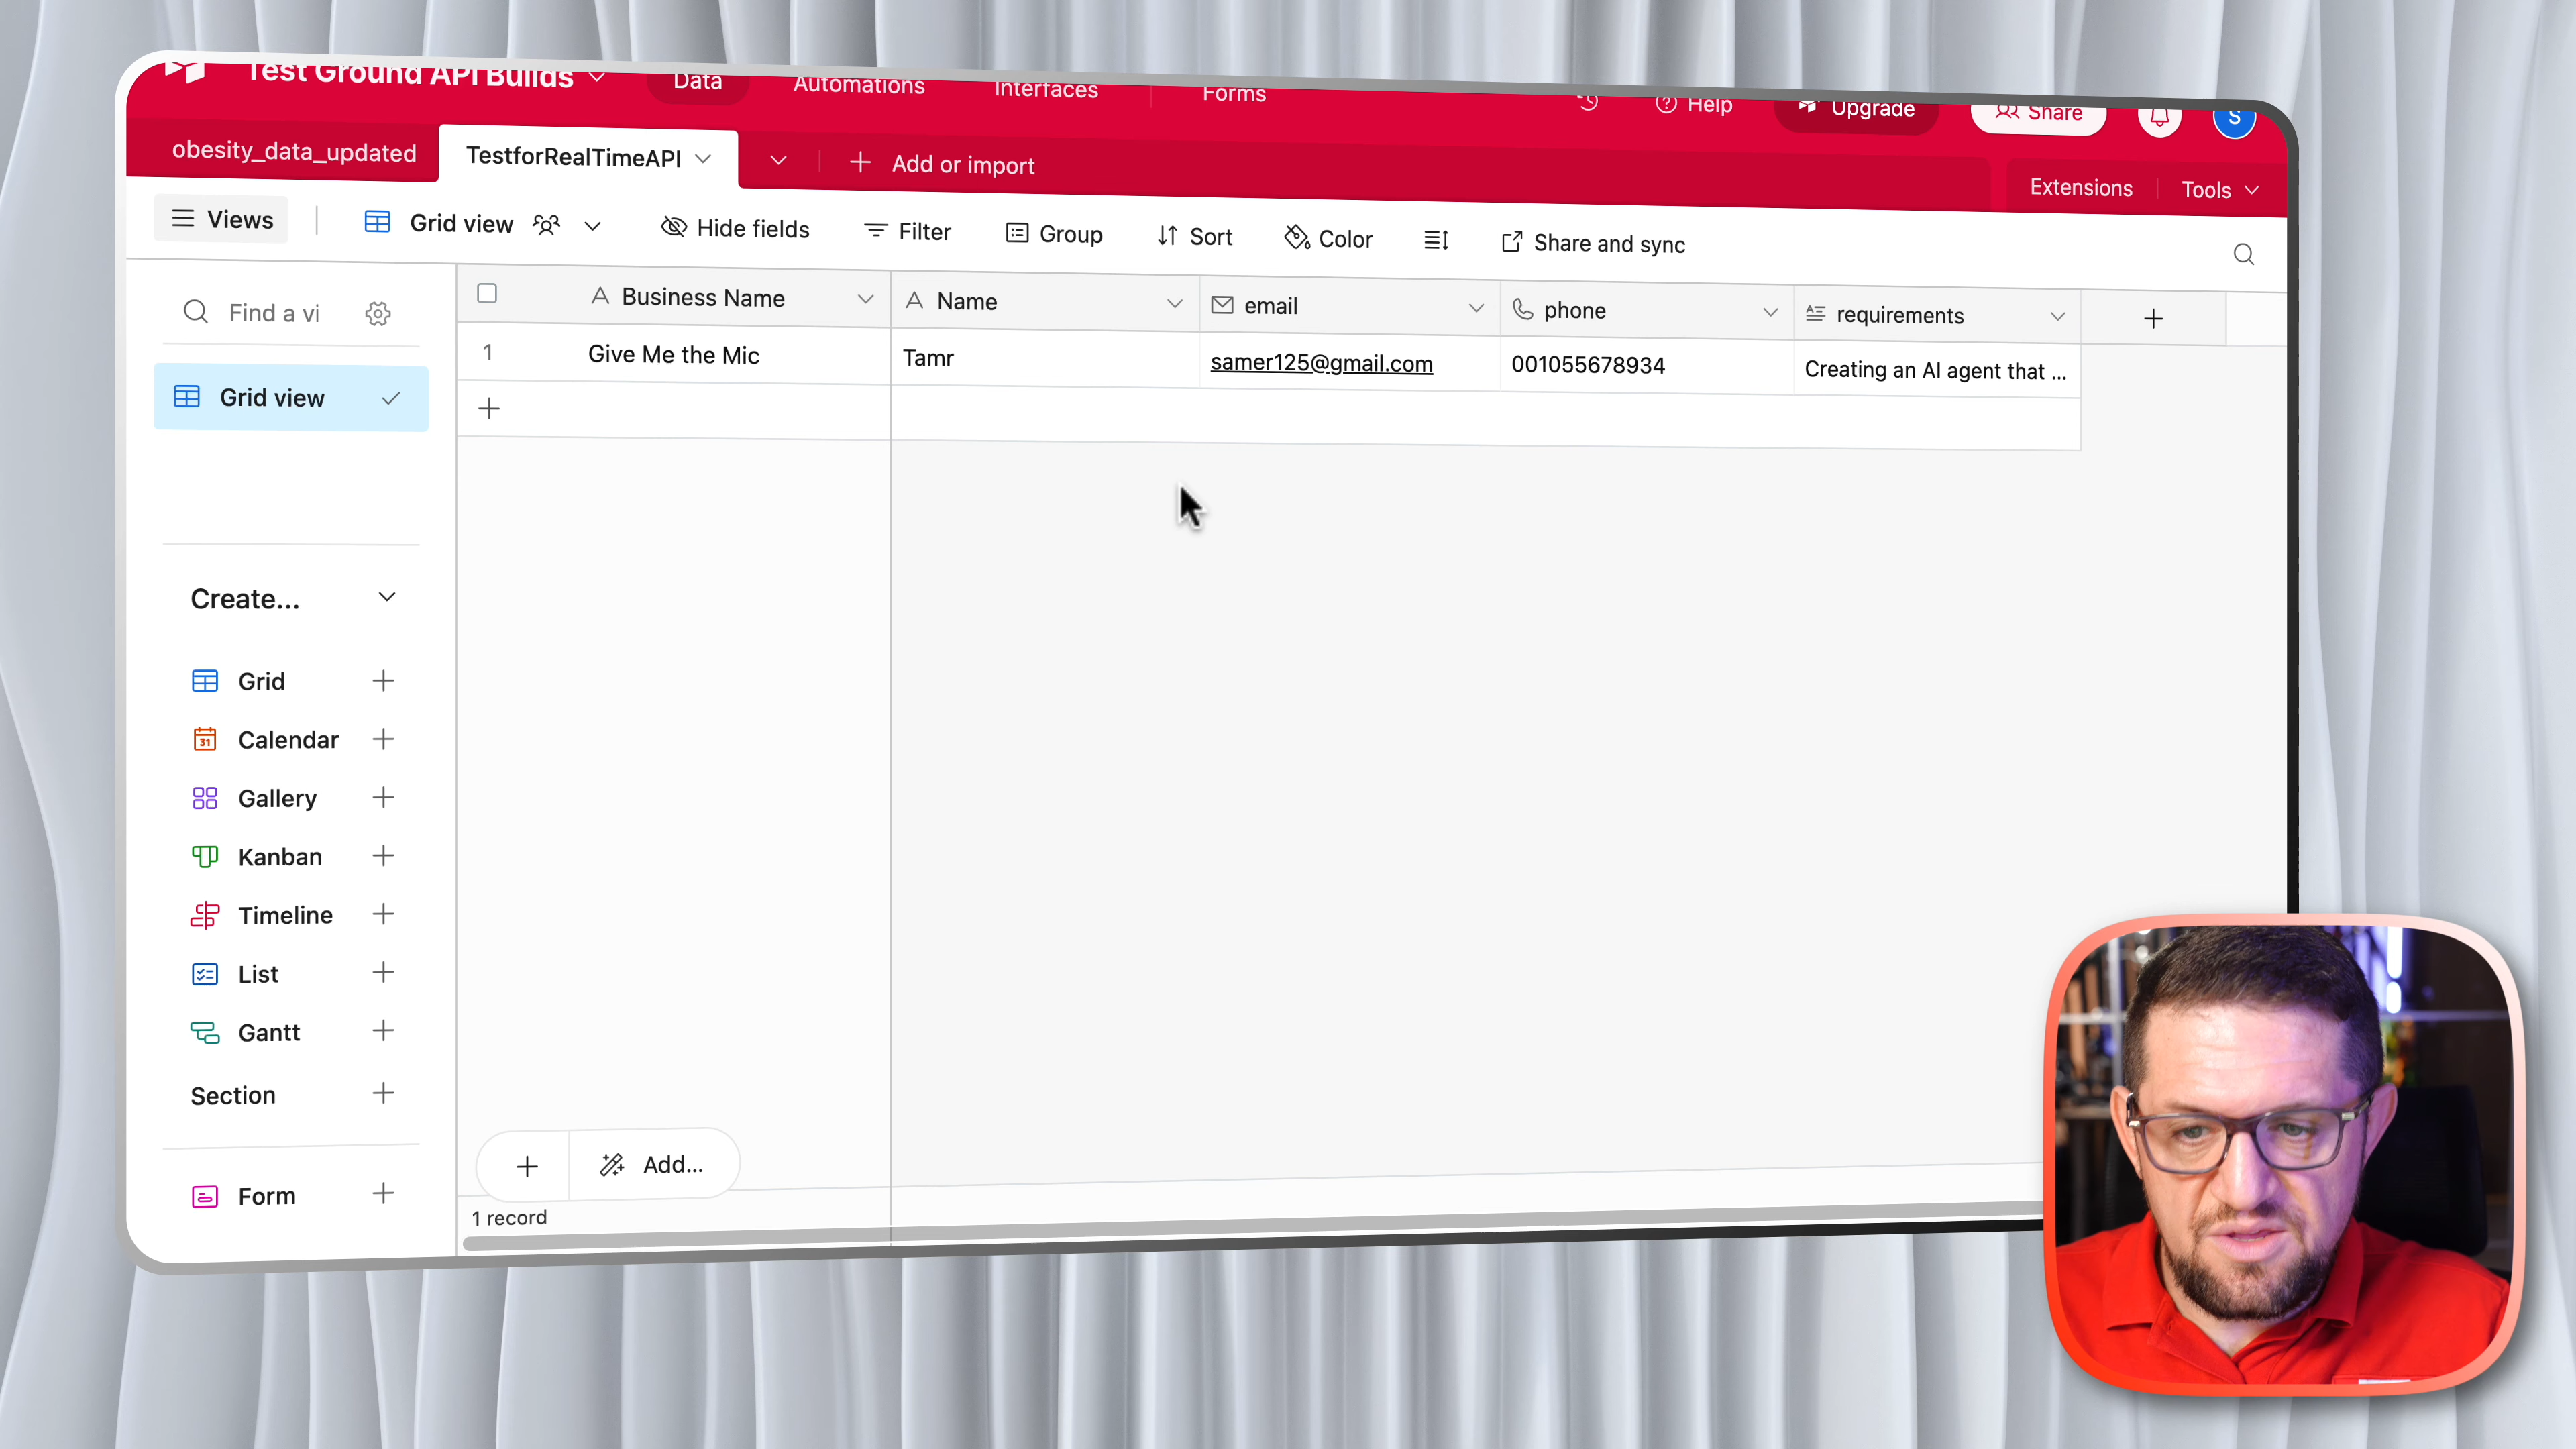 Test Ground API Builds
Data
Automations
Interfaces
Forms
Help
Upgrade
Share
S
obesity_data_updated
TestforRealTimeAPI
Add or import
Extensions
Tools
Views
Grid view
Hide fields
Filter
Group
Sort
Color
Share and sync
Find a vi
Business Name
Name
email
phone
requirements
1
Give Me the Mic
Tamr
samer125@gmail.com
001055678934
Creating an AI agent that ...
Grid view
Create...
Grid
31
Calendar
Gallery
Kanban
Timeline
List
Gantt
Section
Form
Add...
1 record